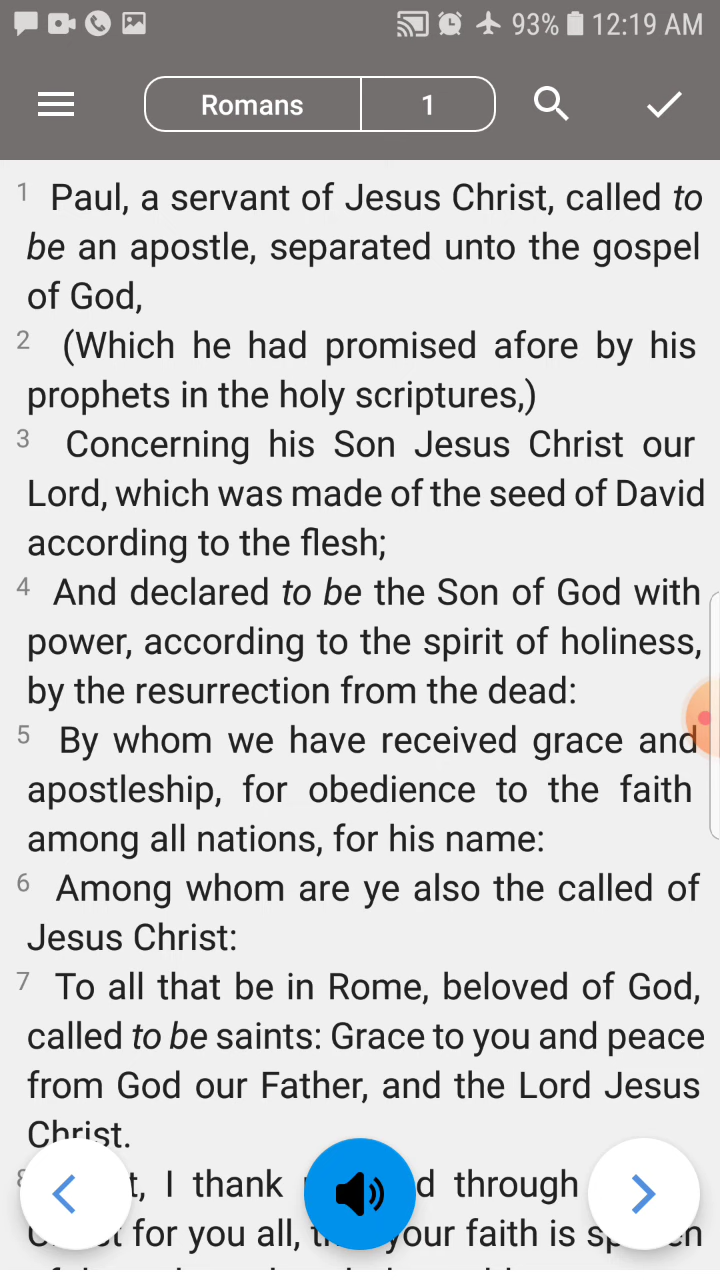 93% 12:19 AM
Romans 1
1 Paul, a servant of Jesus Christ, called to
be an apostle, separated unto the gospel
of God,
2 (Which he had promised afore by his
prophets in the holy scriptures,)
3 Concerning his Son Jesus Christ our
Lord, which was made of the seed of David
according to the flesh;
4 And declared to be the Son of God with
power, according to the spirit of holiness,
by the resurrection from the dead:
5 By whom we have received grace and
apostleship, for obedience to the faith
among all nations, for his name:
6 Among whom are ye also the called of
Jesus Christ:
7 To all that be in Rome, beloved of God,
called to be saints: Grace to you and peace
from God our Father, and the Lord Jesus
Christ.
I thank through
for you all, your faith is